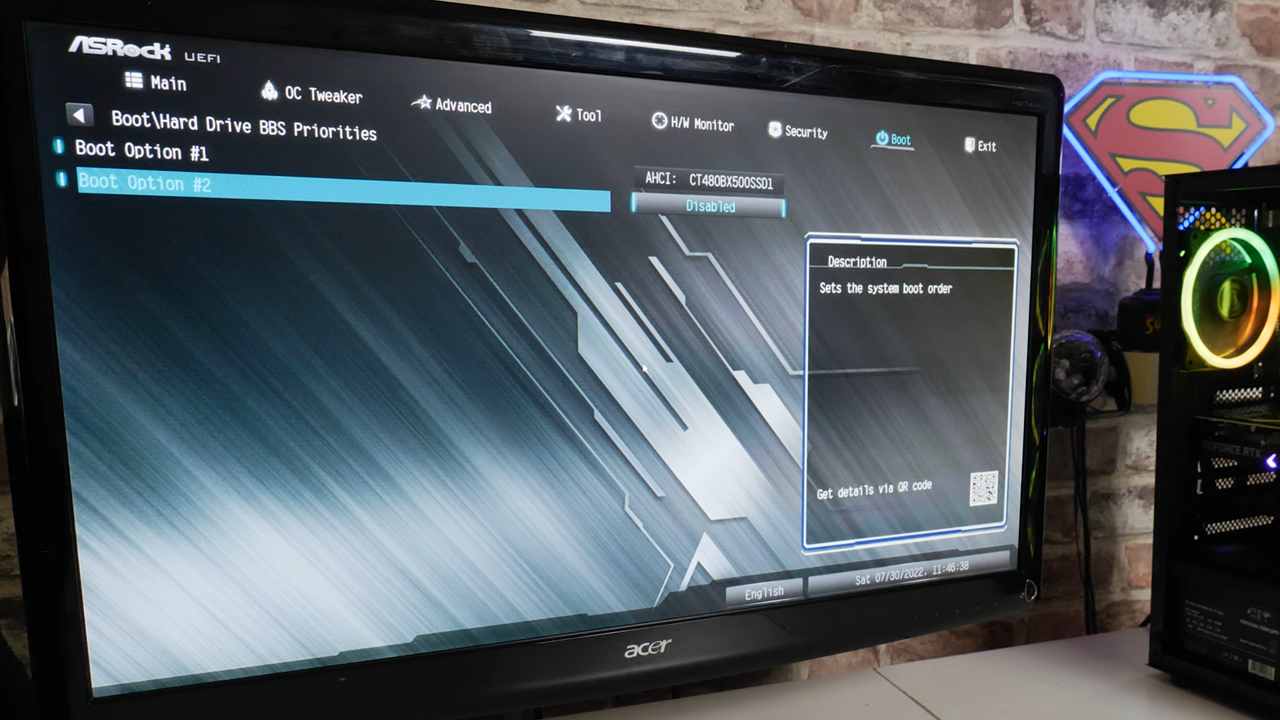 ASRock UEFI
Main
OC Tweaker
Advanced
Tool
H/W Monitor
Security
Boot
Exit
Boot\Hard Drive BBS Priorities
Boot Option #1
AHCI: CT480BX500SSD1
Boot Option #2
Disabled
Description
Sets the system boot order
Get details via QR code
English
Sat 07/30/2022. 11:46:38
acer
GEFORCE RTX